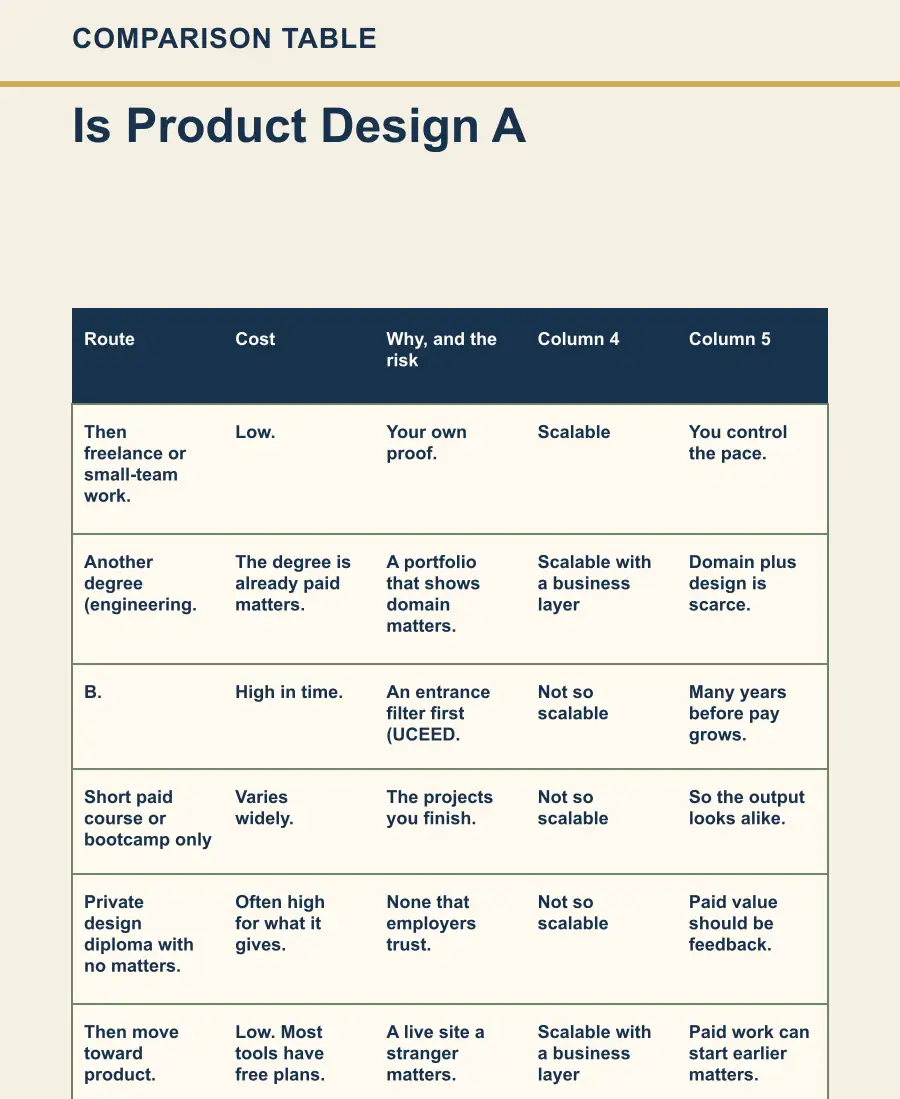 COMPARISON TABLE
Is Product Design A
Route
Cost
Why, and the
risk
Column 4
Column 5
Then
freelance or
small-team
work.
Low.
Your own
proof.
Scalable
You control
the pace.
Another
degree
(engineering.
The degree is
already paid
matters.
A portfolio
that shows
domain
matters.
Scalable with
a business
layer
Domain plus
design is
scarce.
B.
High in time.
An entrance
filter first
(UCEED.
Not so
scalable
Many years
before pay
grows.
Short paid
course or
bootcamp only
Varies
widely.
The projects
you finish.
Not so
scalable
So the output
looks alike.
Private
design
diploma with
no matters.
Often high
for what it
gives.
None that
employers
trust.
Not so
scalable
Paid value
should be
feedback.
Then move
toward
product.
Low. Most
tools have
free plans.
A live site a
stranger
matters.
Scalable with
a business
layer
Paid work can
start earlier
matters.